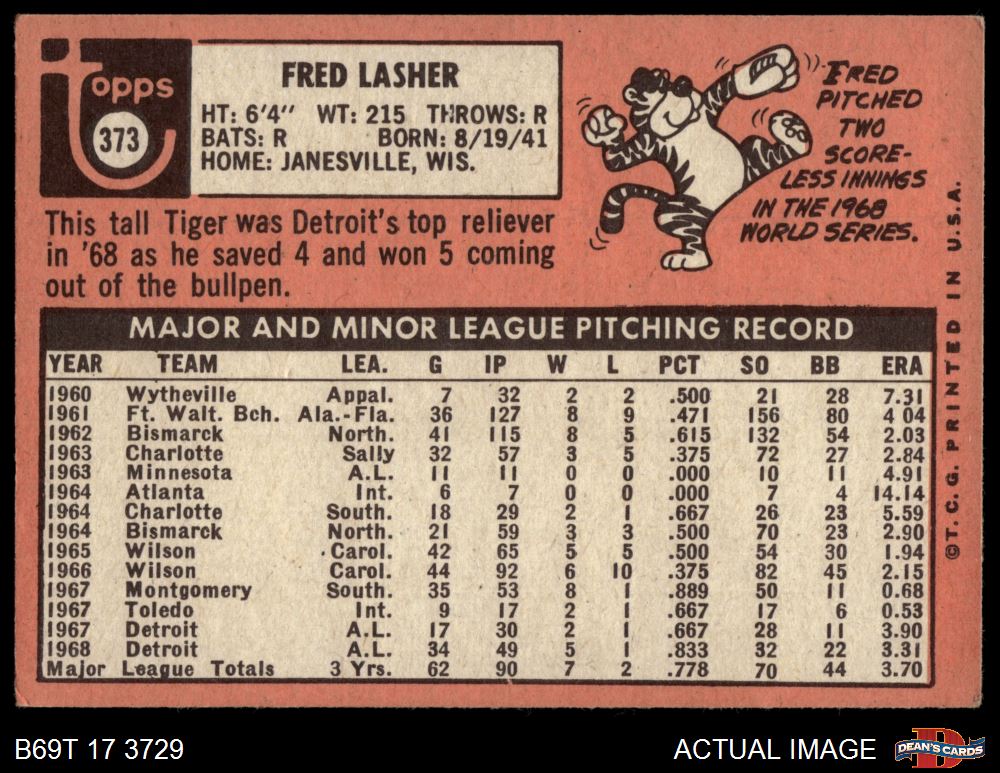 Topps
373
FRED LASHER
HT: 6'4" WT: 215 THROWS: R
BATS: R BORN: 8/19/41
HOME: JANESVILLE, WIS.
This tall Tiger was Detroit's top reliever
in '68 as he saved 4 and won 5 coming
out of the bullpen.
FRED
PITCHED
TWO
SCORE-
LESS INNINGS
IN THE 1968
WORLD SERIES.
MAJOR AND MINOR LEAGUE PITCHING RECORD
YEAR TEAM LEA. G IP W L PCT SO BB ERA
1960 Wytheville Appal. 7 32 2 2 .500 21 28 7.31
1961 Ft. Walt. Bch. Ala.-Fla. 36 127 8 9 .471 156 80 4 04
1962 Bismarck North. 41 115 8 5 .615 132 54 2.03
1963 Charlotte Sally 32 57 3 5 .375 72 27 2.84
1963 Minnesota A.L. 11 11 0 0 .000 10 11 4.91
1964 Atlanta Int. 6 7 0 0 .000 7 4 14.14
1964 Charlotte South. 18 29 2 1 .667 26 23 5.59
1964 Bismarck North. 21 59 3 3 .500 70 23 2.90
1965 Wilson Carol. 42 65 5 5 .500 54 30 1.94
1966 Wilson Carol. 44 92 6 10 .375 82 45 2.15
1967 Montgomery South. 35 53 8 1 .889 50 11 0.68
1967 Toledo Int. 9 17 2 1 .667 17 6 0.53
1967 Detroit A.L. 17 30 2 1 .667 28 11 3.90
1968 Detroit A.L. 34 49 5 1 .833 32 22 3.31
Major League Totals 3 Yrs. 62 90 7 2 .778 70 44 3.70
©T.C.G. PRINTED IN U.S.A.
B69T 17 3729
ACTUAL IMAGE
D
DEAN'S CARDS